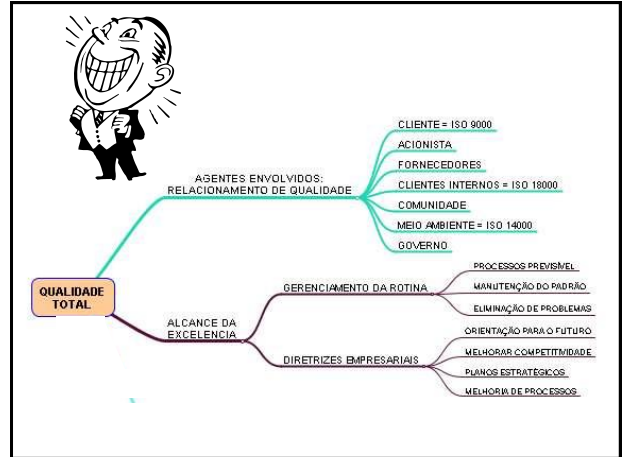 CLIENTE = ISO 9000
ACIONISTA
AGENTES ENVOLVIDOS:
RELACIONAMENTO DE QUALIDADE
FORNECEDORES
CLIENTES INTERNOS = ISO 18000
COMUNIDADE
MEIO AMBIENTE = ISO 14000
GOVERNO
QUALIDADE
TOTAL
ALCANCE DA
EXCELENCIA
GERENCIAMENTO DA ROTINA
PROCESSOS PREVISÍVEL
MANUTENÇÃO DO PADRÃO
ELIMINAÇÃO DE PROBLEMAS
DIRETRIZES EMPRESARIAIS
ORIENTAÇÃO PARA O FUTURO
MELHORAR COMPETITIVIDADE
PLANOS ESTRATÉGICOS
MELHORIA DE PROCESSOS